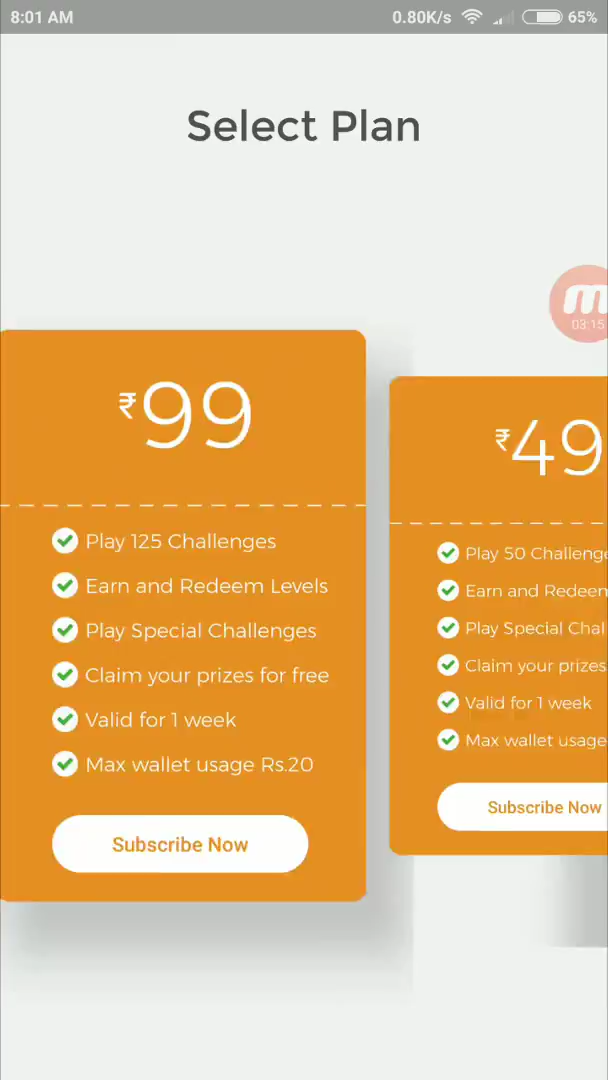 8:01 AM 0.80K/s 65%
Select Plan
m
03:15
₹99
Play 125 Challenges
Earn and Redeem Levels
Play Special Challenges
Claim your prizes for free
Valid for 1 week
Max wallet usage Rs.20
Subscribe Now
₹49
Play 50 Challenge
Earn and Redeem
Play Special Chal
Claim your prizes
Valid for 1 week
Max wallet usage
Subscribe Now